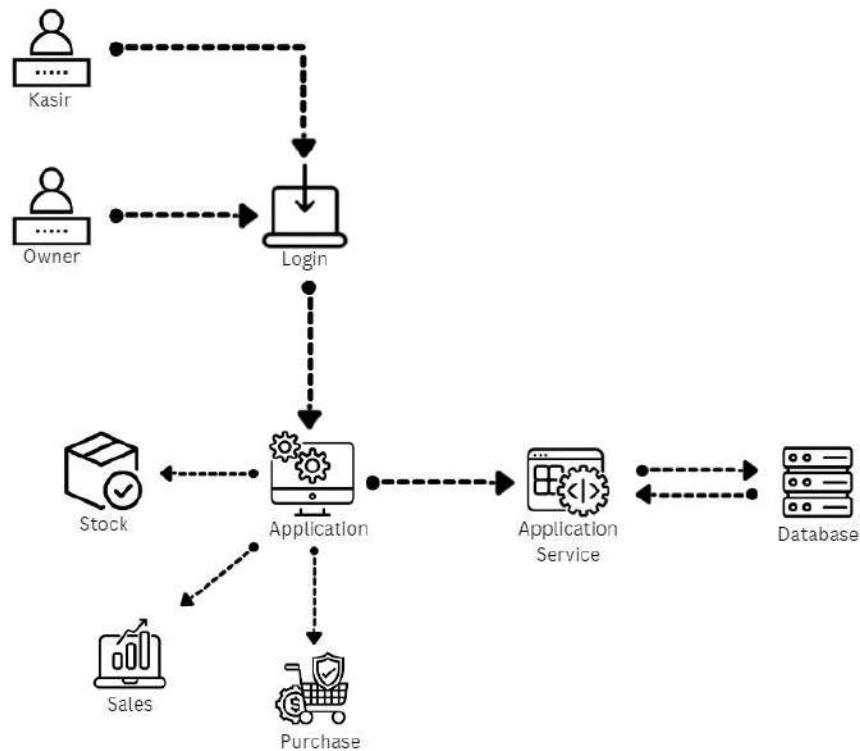 Kasir
Owner
Login
Stock
Application
Application
Service
Database
Sales
Purchase